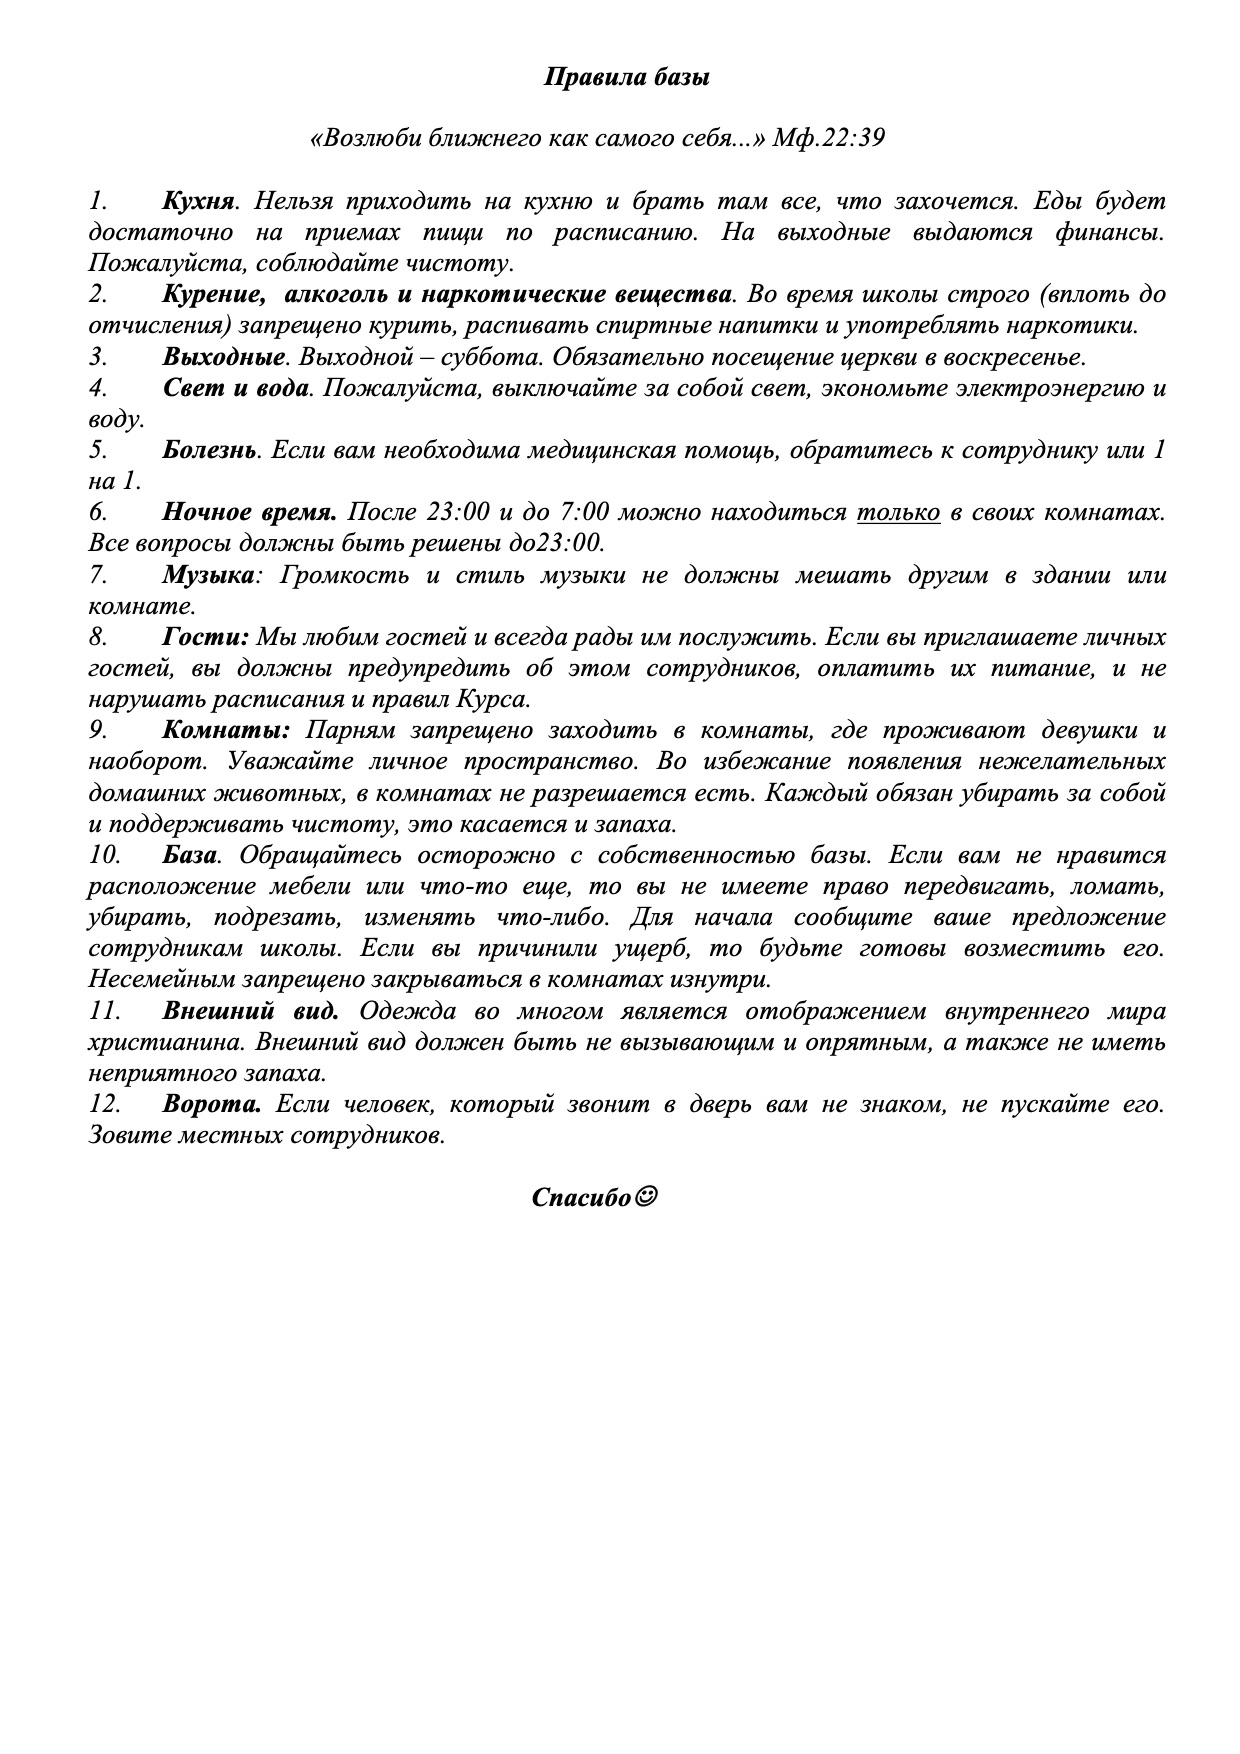 Правила базы
«Возлюби ближнего как самого себя...» Мф.22:39
1. Кухня. Нельзя приходить на кухню и брать там все, что захочется. Еды будет
достаточно на приемах пищи по расписанию. На выходные выдаются финансы.
Пожалуйста, соблюдайте чистоту.
2. Курение,  алкоголь и наркотические вещества. Во время школы строго (вплоть до
отчисления) запрещено курить, распивать спиртные напитки и употреблять наркотики.
3. Выходные. Выходной – суббота. Обязательно посещение церкви в воскресенье.
4. Свет и вода. Пожалуйста, выключайте за собой свет, экономьте электроэнергию и
воду.
5. Болезнь. Если вам необходима медицинская помощь, обратитесь к сотруднику или 1
на 1.
6. Ночное время. После 23:00 и до 7:00 можно находиться только в своих комнатах.
Все вопросы должны быть решены до23:00.
7. Музыка: Громкость и стиль музыки не должны мешать другим в здании или
комнате.
8. Гости: Мы любим гостей и всегда рады им послужить. Если вы приглашаете личных
гостей, вы должны предупредить об этом сотрудников, оплатить их питание, и не
нарушать расписания и правил Курса.
9. Комнаты: Парням запрещено заходить в комнаты, где проживают девушки и
наоборот. Уважайте личное пространство. Во избежание появления нежелательных
домашних животных, в комнатах не разрешается есть. Каждый обязан убирать за собой
и поддерживать чистоту, это касается и запаха.
10. База. Обращайтесь осторожно с собственностью базы. Если вам не нравится
расположение мебели или что-то еще, то вы не имеете право передвигать, ломать,
убирать, подрезать, изменять что-либо. Для начала сообщите ваше предложение
сотрудникам школы. Если вы причинили ущерб, то будьте готовы возместить его.
Несемейным запрещено закрываться в комнатах изнутри.
11. Внешний вид. Одежда во многом является отображением внутреннего мира
христианина. Внешний вид должен быть не вызывающим и опрятным, а также не иметь
неприятного запаха.
12. Ворота. Если человек, который звонит в дверь вам не знаком, не пускайте его.
Зовите местных сотрудников.
Спасибо☺